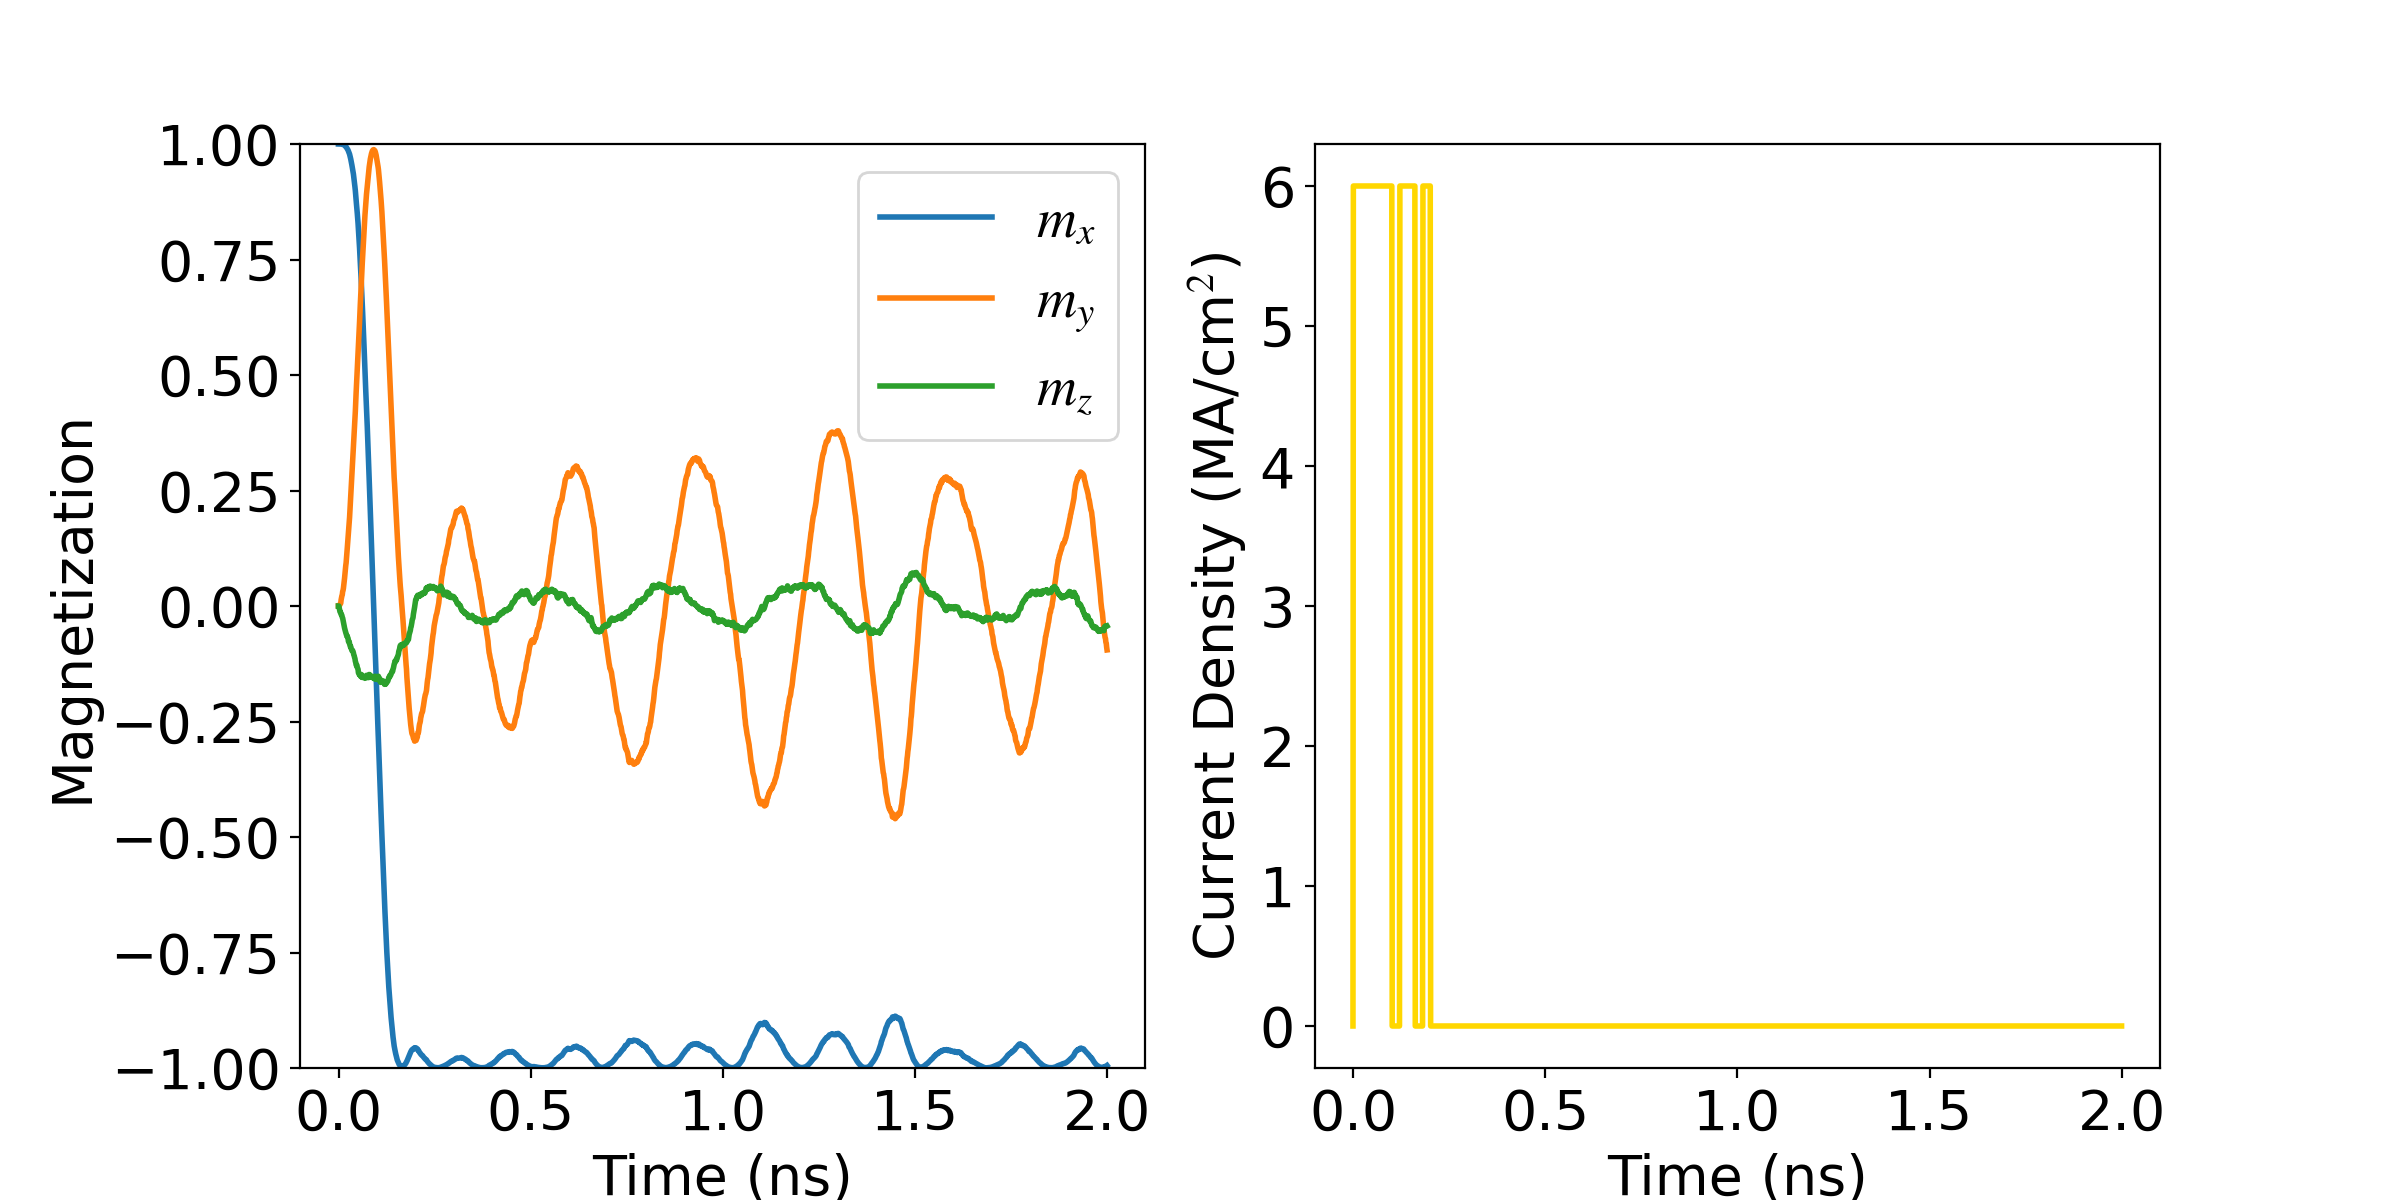 Magnetization
1.00
0.75
0.50
0.25
0.00
−0.25
−0.50
−0.75
−1.00
0.0 0.5 1.0 1.5 2.0
Time (ns)
m_x
m_y
m_z
Current Density (MA/cm²)
6
5
4
3
2
1
0
0.0 0.5 1.0 1.5 2.0
Time (ns)